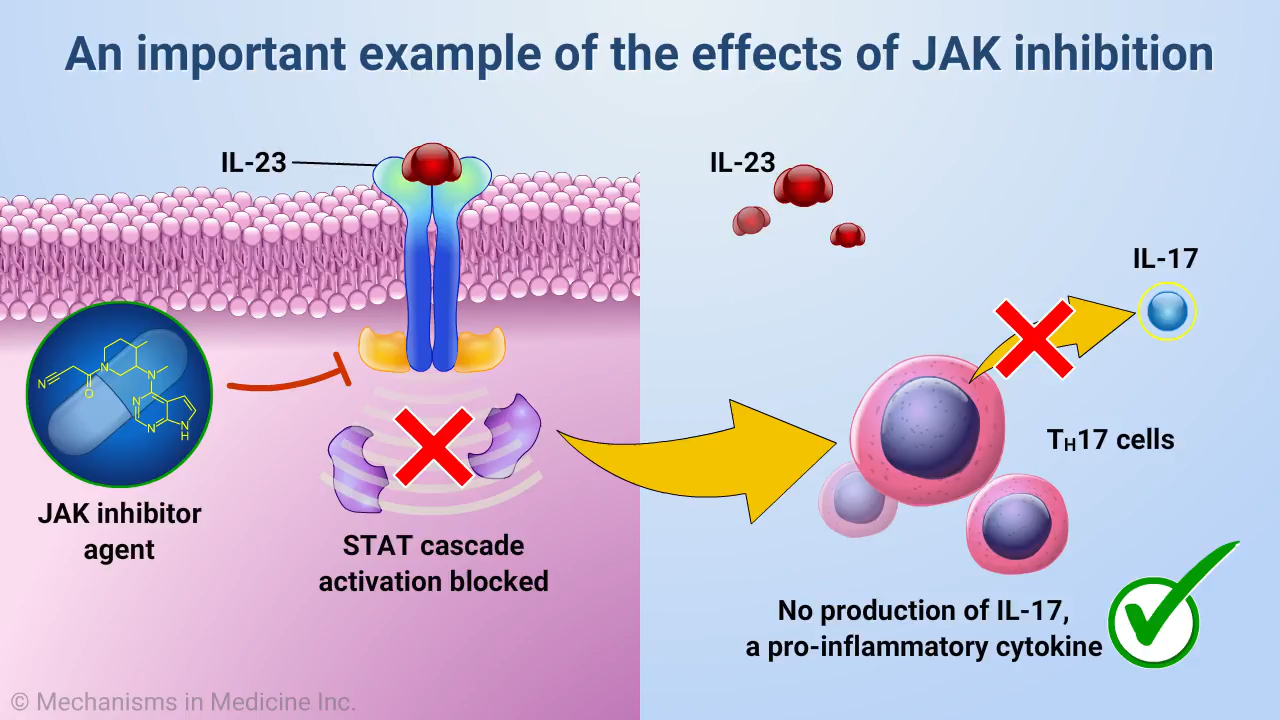 An important example of the effects of JAK inhibition
IL-23
IL-23
IL-17
N
N
O
N
N
N
N
H
TH17 cells
JAK inhibitor
agent
STAT cascade
activation blocked
No production of IL-17,
a pro-inflammatory cytokine
© Mechanisms in Medicine Inc.